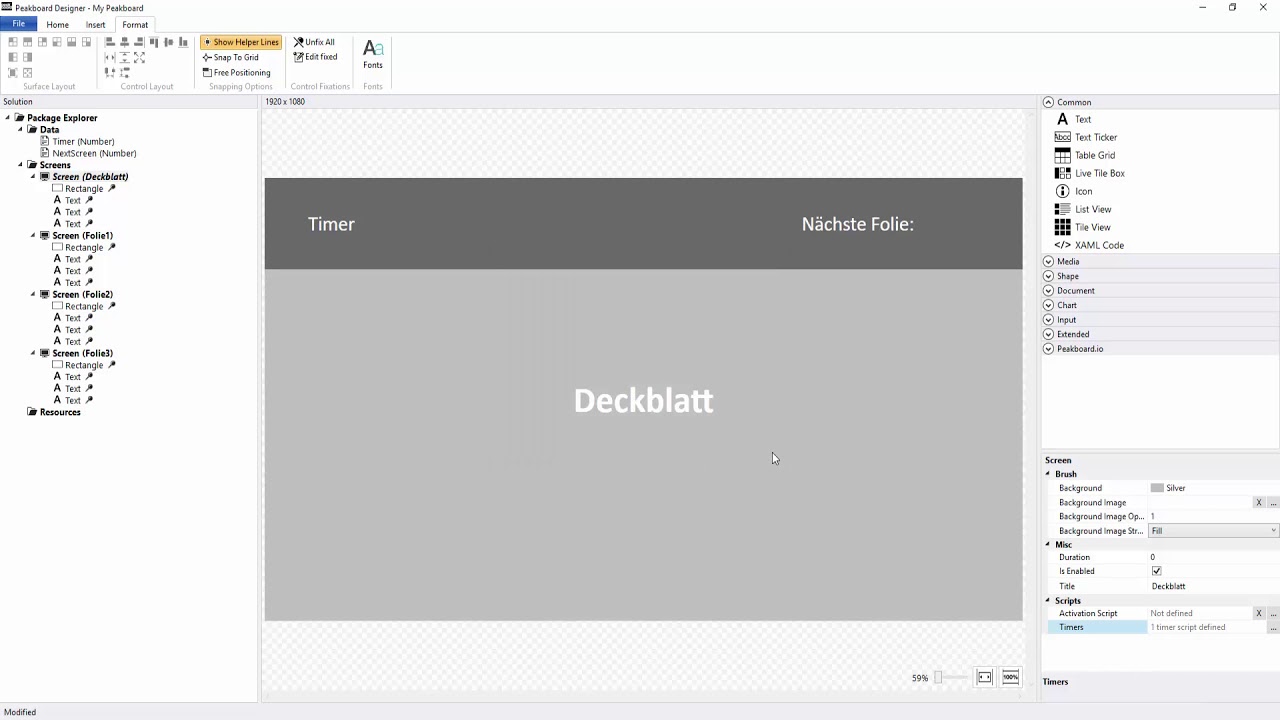 Peakboard Designer - My Peakboard
File Home Insert Format
Show Helper Lines
Snap To Grid
Free Positioning
Unfix All
Edit fixed
Aa
Fonts
Surface Layout Control Layout Snapping Options Control Fixations Fonts
Solution
Package Explorer
Data
Timer (Number)
NextScreen (Number)
Screens
Screen (Deckblatt)
Rectangle
A Text
A Text
A Text
Screen (Folie1)
Rectangle
A Text
A Text
A Text
Screen (Folie2)
Rectangle
A Text
A Text
A Text
Screen (Folie3)
Rectangle
A Text
A Text
A Text
Resources
1920 x 1080
Timer
Nächste Folie:
Deckblatt
59%
100%
Common
A Text
Abcc Text Ticker
Table Grid
Live Tile Box
Icon
List View
Tile View
</> XAML Code
Media
Shape
Document
Chart
Input
Extended
Peakboard.io
Screen
Brush
Background Silver
Background Image X ...
Background Image Op... 1
Background Image Str... Fill
Misc
Duration 0
Is Enabled
Title Deckblatt
Scripts
Activation Script Not defined X ...
Timers 1 timer script defined ...
Timers
Modified